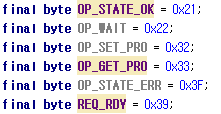 final byte OP_STATE_OK = 0x21;
final byte OP_WAIT = 0x22;
final byte OP_SET_PRO = 0x32;
final byte OP_GET_PRO = 0x33;
final byte OP_STATE_ERR = 0x3F;
final byte REQ_RDY = 0x39;